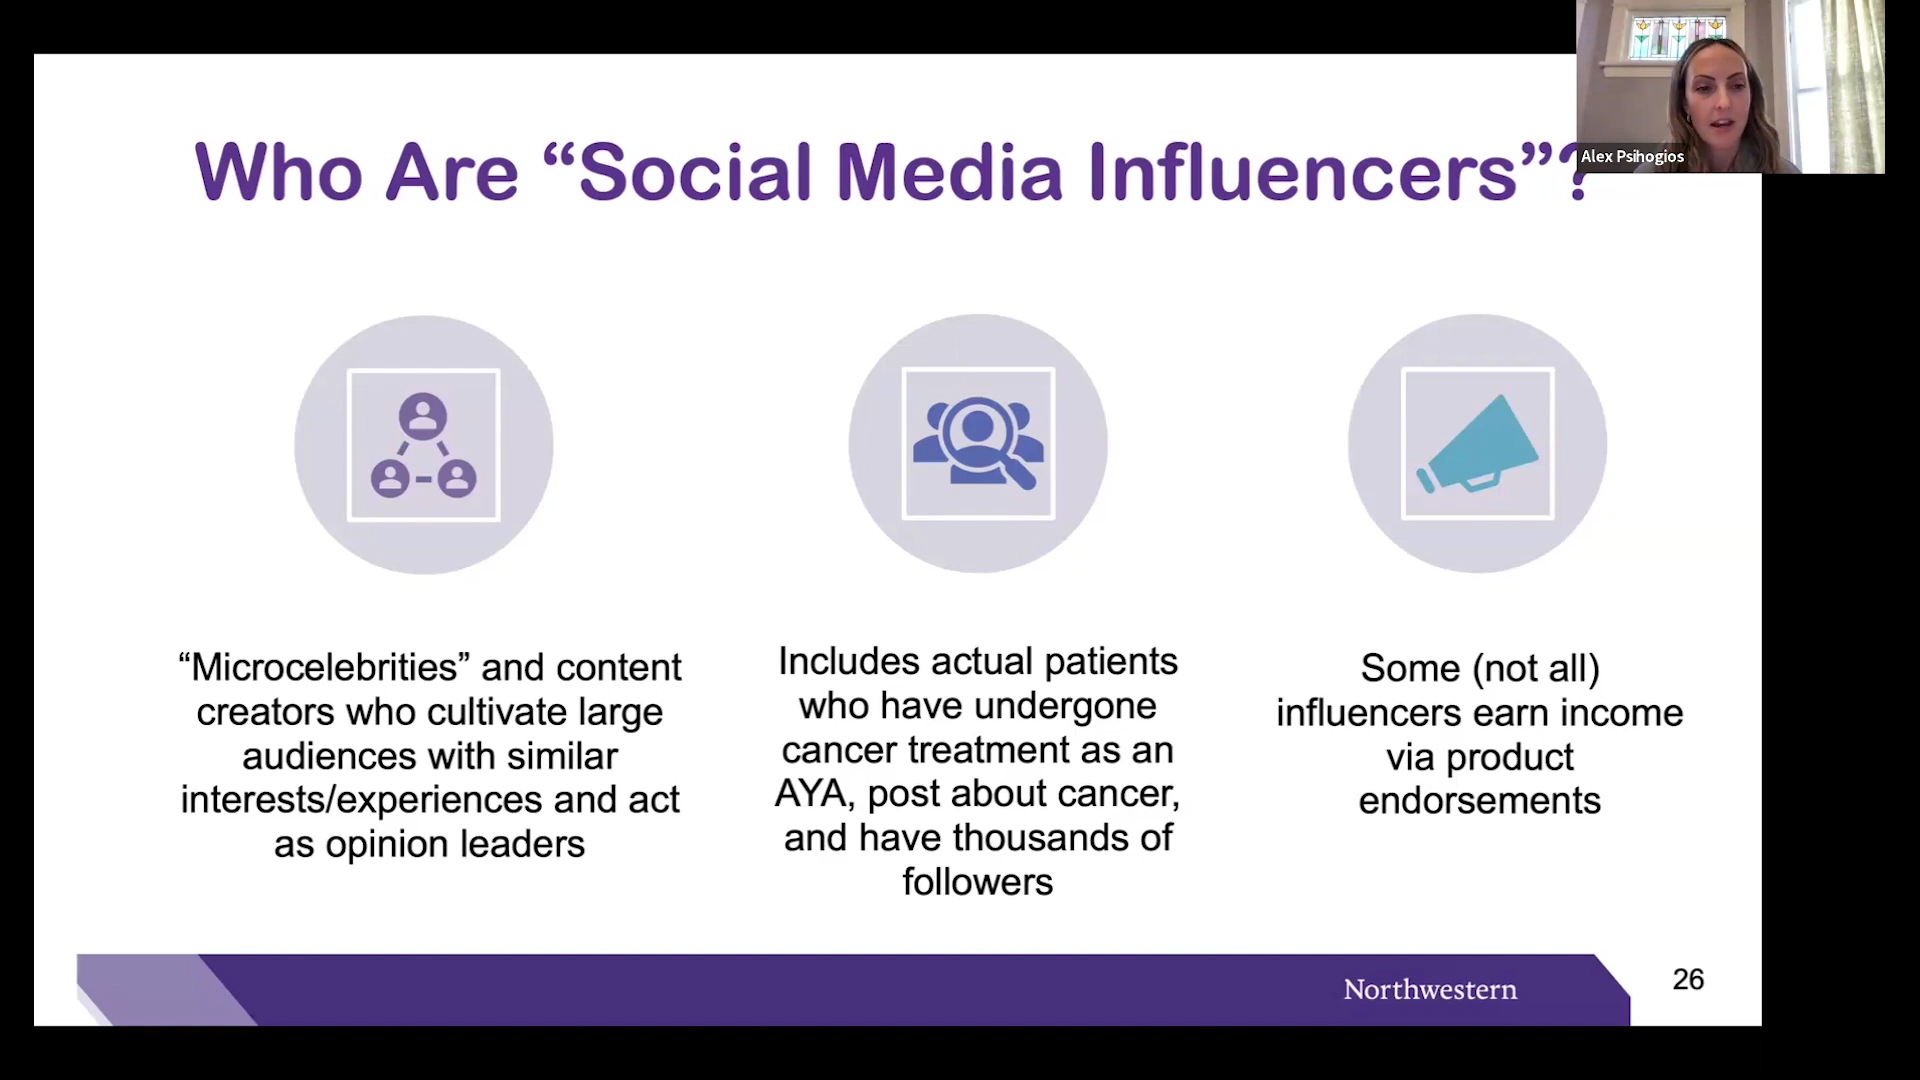 Who Are “Social Media Influencers”?
Alex Psihogios
“Microcelebrities” and content
creators who cultivate large
audiences with similar
interests/experiences and act
as opinion leaders
Includes actual patients
who have undergone
cancer treatment as an
AYA, post about cancer,
and have thousands of
followers
Some (not all)
influencers earn income
via product
endorsements
Northwestern
26